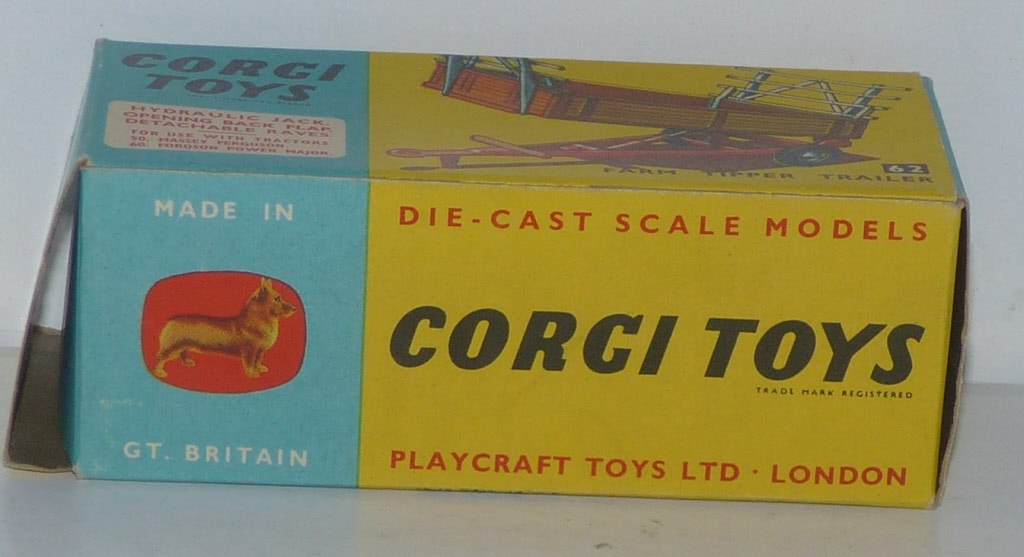 CORGI
TOYS
HYDRAULIC JACK.
OPENING BACK FLAP.
DETACHABLE RAVES.
FOR USE WITH TRACTORS
50. MASSEY FERGUSON
60. FORDSON POWER MAJOR.
62
FARM TIPPER TRAILER
MADE IN
GT. BRITAIN
DIE-CAST SCALE MODELS
CORGI TOYS
TRADE MARK REGISTERED
PLAYCRAFT TOYS LTD · LONDON